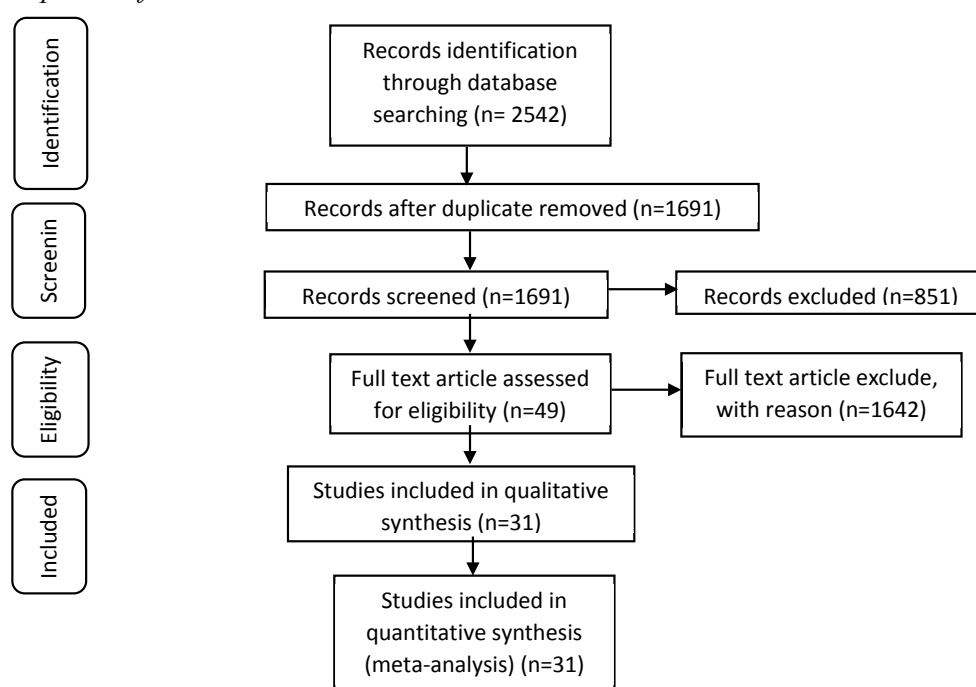 Identification
Records identification
through database
searching (n= 2542)
Records after duplicate removed (n=1691)
Screenin
Records screened (n=1691)
Records excluded (n=851)
Eligibility
Full text article assessed
for eligibility (n=49)
Full text article exclude,
with reason (n=1642)
Included
Studies included in qualitative
synthesis (n=31)
Studies included in
quantitative synthesis
(meta-analysis) (n=31)